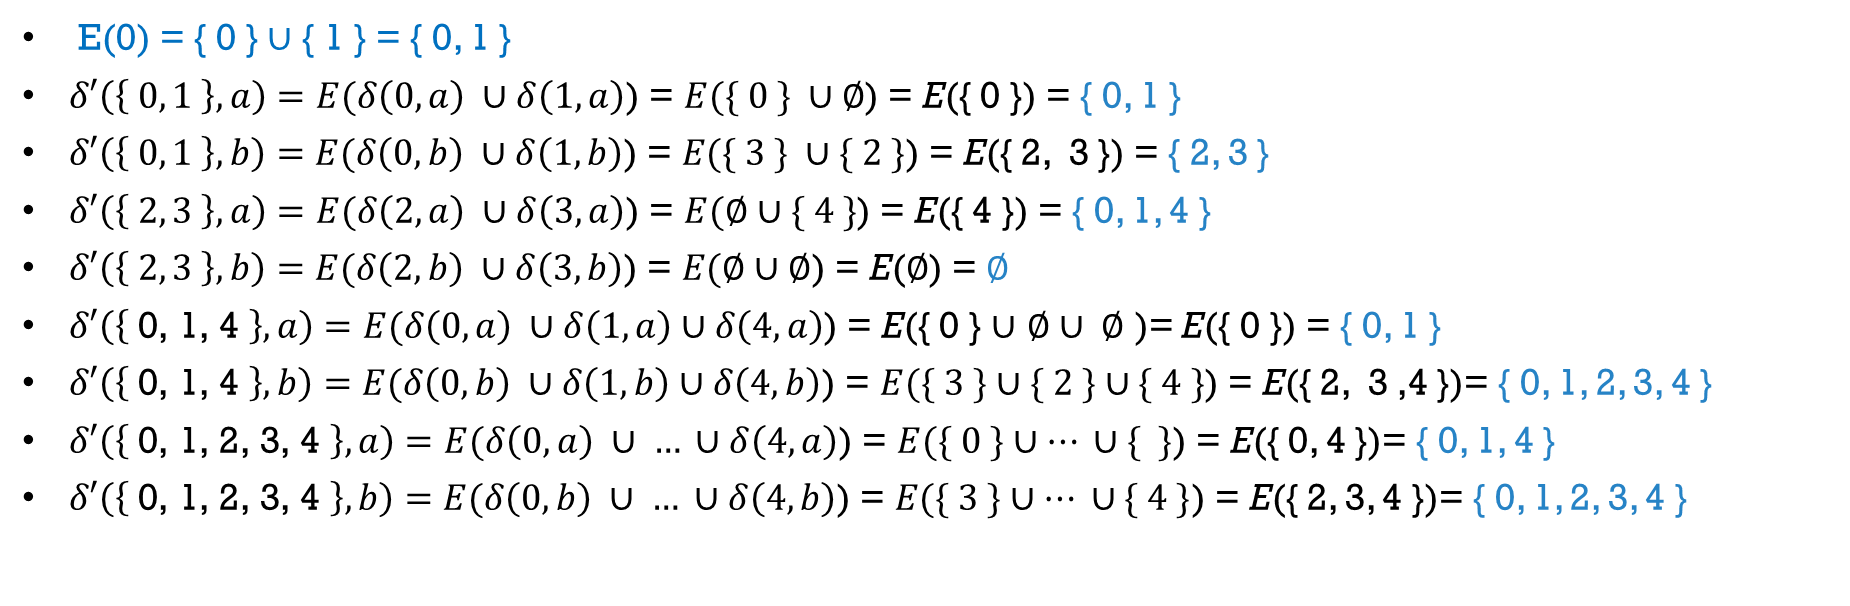 • E(0) = { 0 } ∪ { 1 } = { 0, 1 }
• δ′({ 0, 1 }, a) = E(δ(0, a) ∪ δ(1, a)) = E({ 0 } ∪ ∅) = E({ 0 }) = { 0, 1 }
• δ′({ 0, 1 }, b) = E(δ(0, b) ∪ δ(1, b)) = E({ 3 } ∪ { 2 }) = E({ 2, 3 }) = { 2, 3 }
• δ′({ 2, 3 }, a) = E(δ(2, a) ∪ δ(3, a)) = E(∅ ∪ { 4 }) = E({ 4 }) = { 0, 1, 4 }
• δ′({ 2, 3 }, b) = E(δ(2, b) ∪ δ(3, b)) = E(∅ ∪ ∅) = E(∅) = ∅
• δ′({ 0, 1, 4 }, a) = E(δ(0, a) ∪ δ(1, a) ∪ δ(4, a)) = E({ 0 } ∪ ∅ ∪ ∅ )= E({ 0 }) = { 0, 1 }
• δ′({ 0, 1, 4 }, b) = E(δ(0, b) ∪ δ(1, b) ∪ δ(4, b)) = E({ 3 } ∪ { 2 } ∪ { 4 }) = E({ 2, 3 ,4 })= { 0, 1, 2, 3, 4 }
• δ′({ 0, 1, 2, 3, 4 }, a) = E(δ(0, a) ∪ ... ∪ δ(4, a)) = E({ 0 } ∪ ⋯ ∪ { }) = E({ 0, 4 })= { 0, 1, 4 }
• δ′({ 0, 1, 2, 3, 4 }, b) = E(δ(0, b) ∪ ... ∪ δ(4, b)) = E({ 3 } ∪ ⋯ ∪ { 4 }) = E({ 2, 3, 4 })= { 0, 1, 2, 3, 4 }